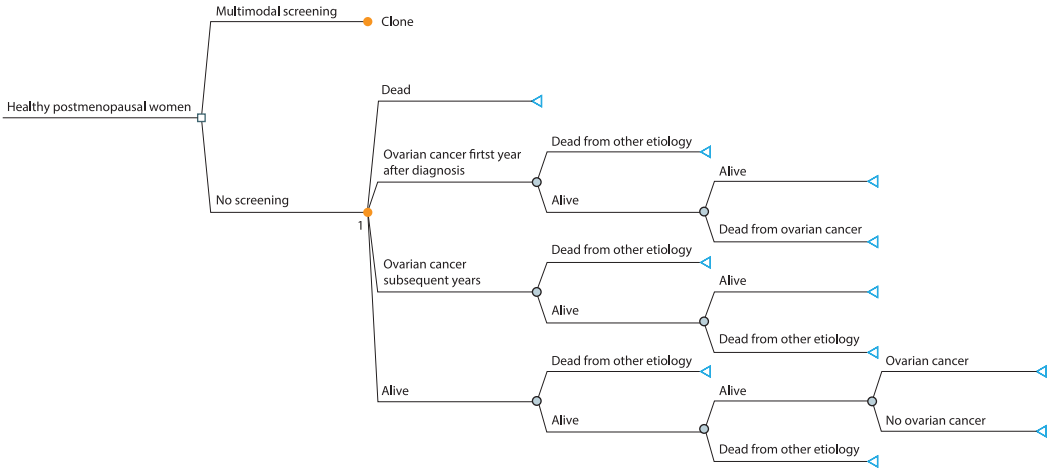 Multimodal screening
Clone
Healthy postmenopausal women
No screening
1
Dead
Ovarian cancer firtst year
after diagnosis
Dead from other etiology
Alive
Alive
Dead from ovarian cancer
Ovarian cancer
subsequent years
Dead from other etiology
Alive
Alive
Dead from other etiology
Alive
Dead from other etiology
Alive
Alive
Dead from other etiology
Ovarian cancer
No ovarian cancer